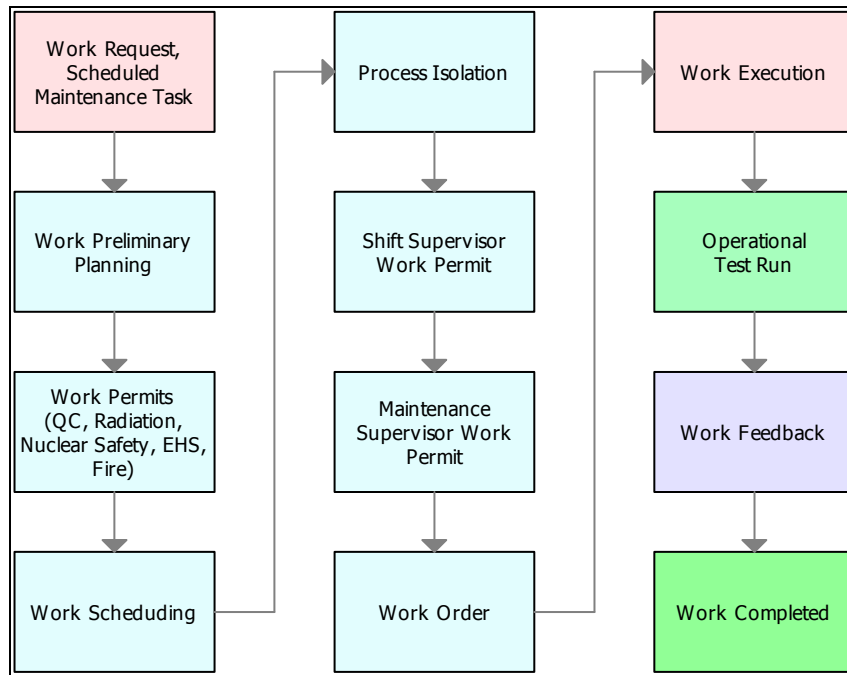 Work Request,
Scheduled
Maintenance Task
Work Preliminary
Planning
Work Permits
(QC, Radiation,
Nuclear Safety, EHS,
Fire)
Work Scheduding
Process Isolation
Shift Supervisor
Work Permit
Maintenance
Supervisor Work
Permit
Work Order
Work Execution
Operational
Test Run
Work Feedback
Work Completed